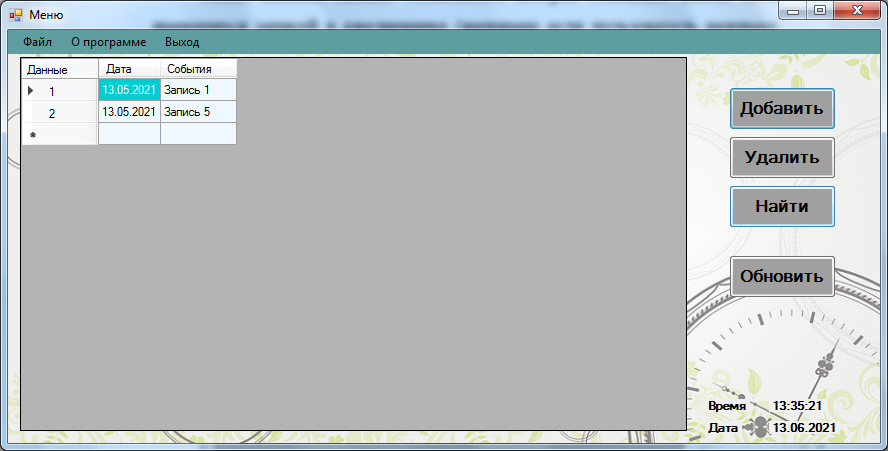 Меню
Файл О программе Выход
Данные Дата События
1 13.05.2021 Запись 1
2 13.05.2021 Запись 5
*
Добавить
Удалить
Найти
Обновить
Время 13:35:21
Дата 13.06.2021